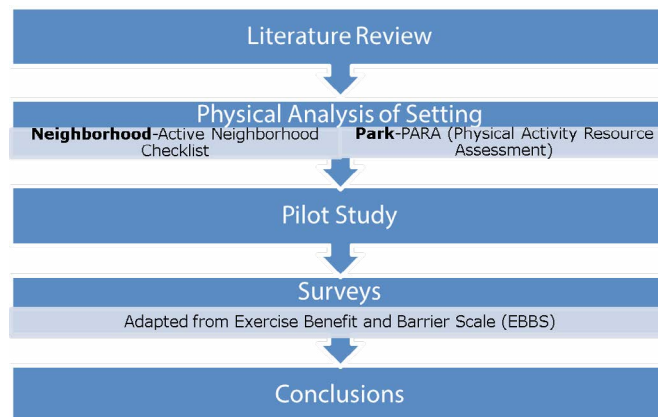 Literature Review
Physical Analysis of Setting
Neighborhood-Active Neighborhood
Checklist
Park-PARA (Physical Activity Resource
Assessment)
Pilot Study
Surveys
Adapted from Exercise Benefit and Barrier Scale (EBBS)
Conclusions